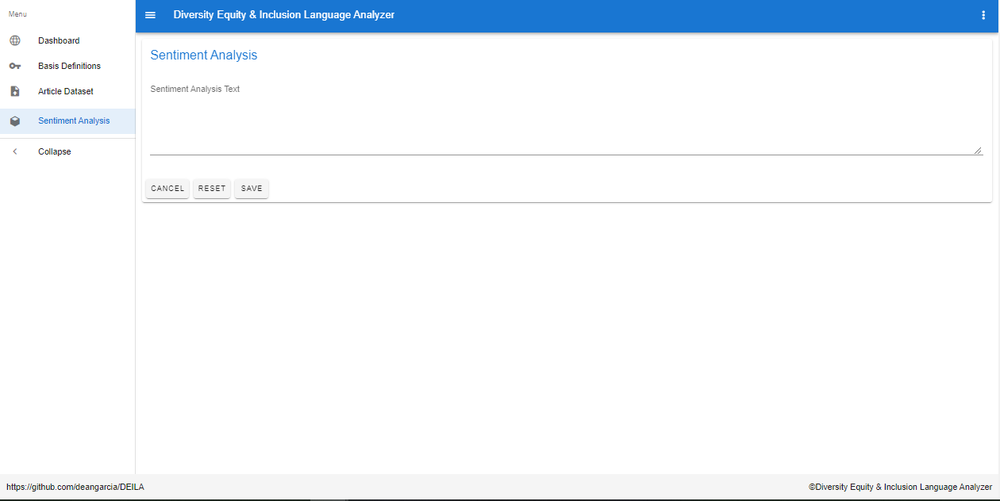 Menu
Dashboard
Basis Definitions
Article Dataset
Sentiment Analysis
Collapse
Diversity Equity & Inclusion Language Analyzer
Sentiment Analysis
Sentiment Analysis Text
CANCEL RESET SAVE
https://github.com/deangarcia/DEILA
©Diversity Equity & Inclusion Language Analyzer